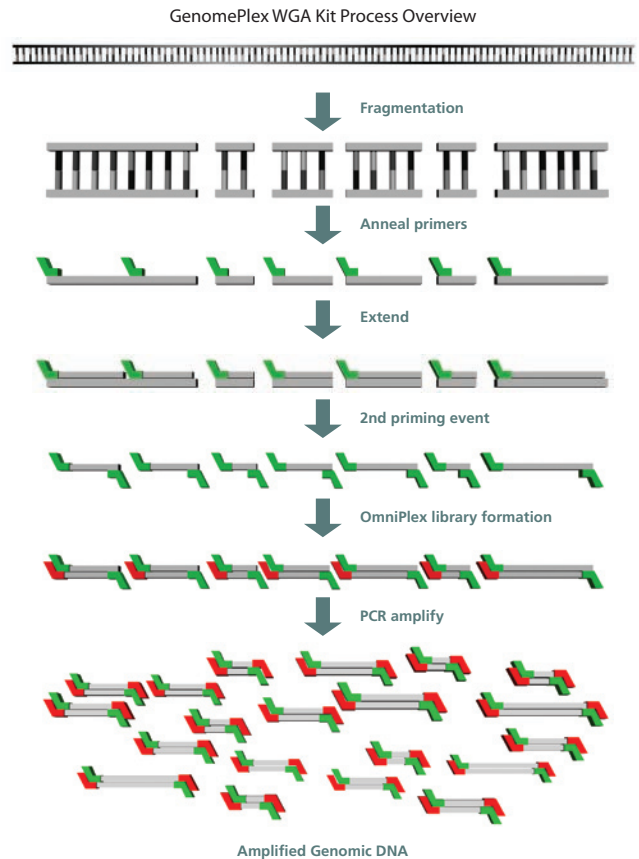 GenomePlex WGA Kit Process Overview
Fragmentation
Anneal primers
Extend
2nd priming event
OmniPlex library formation
PCR amplify
Amplified Genomic DNA